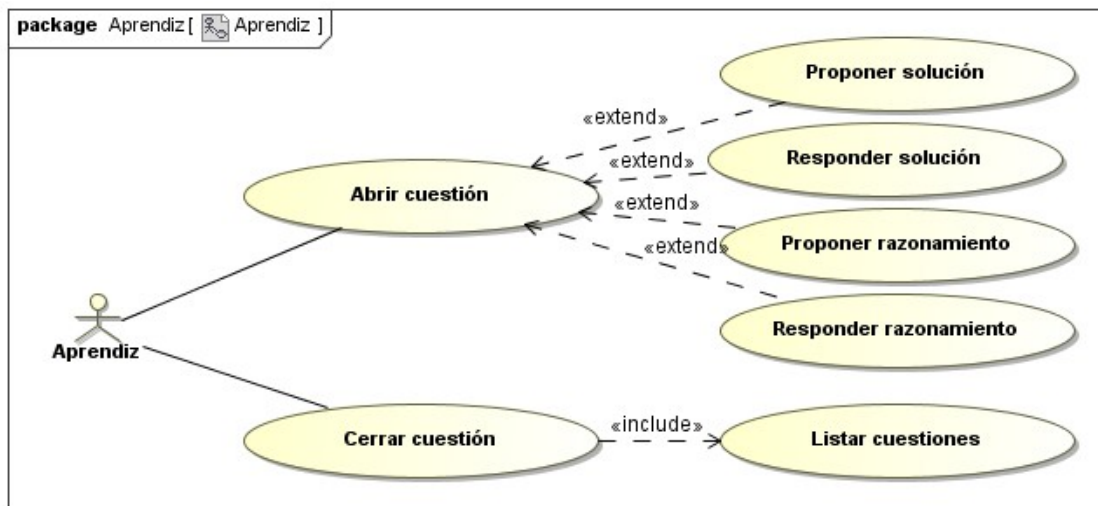 package Aprendiz [ Aprendiz ]
Proponer solución
«extend»
Responder solución
«extend»
Abrir cuestión
«extend»
Proponer razonamiento
«extend»
Responder razonamiento
Aprendiz
Cerrar cuestión
«include»
Listar cuestiones